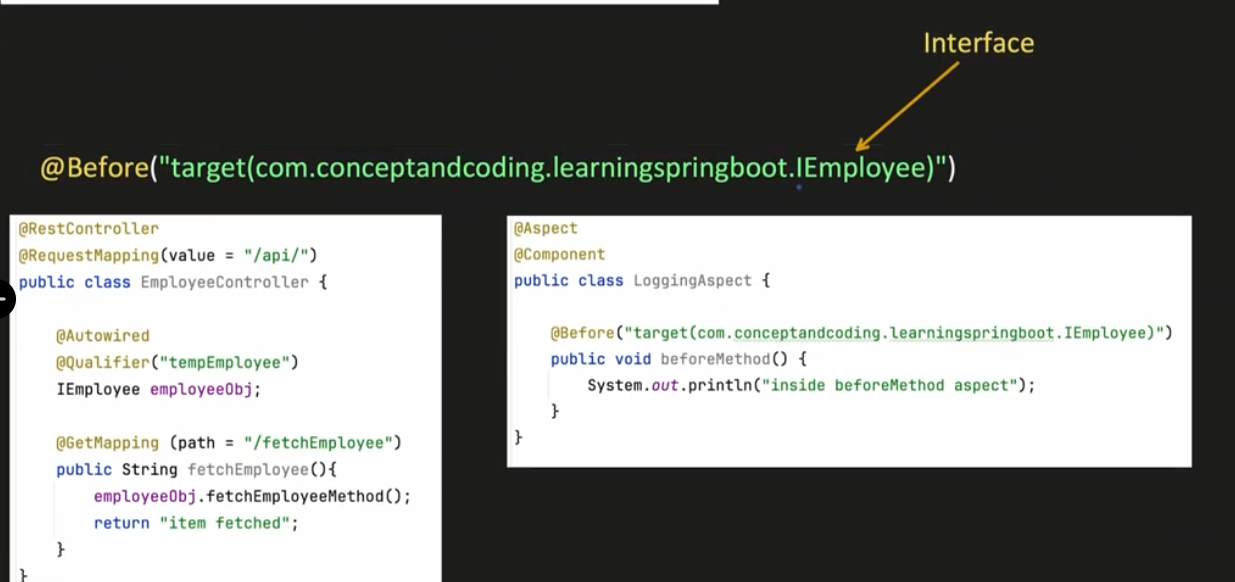 Interface
@Before("target(com.conceptandcoding.learningspringboot.IEmployee)")
@RestController
@RequestMapping(value = "/api/")
public class EmployeeController {
@Autowired
@Qualifier("tempEmployee")
IEmployee employeeObj;
@GetMapping (path = "/fetchEmployee")
public String fetchEmployee(){
employeeObj.fetchEmployeeMethod();
return "item fetched";
}
}
@Aspect
@Component
public class LoggingAspect {
@Before("target(com.conceptandcoding.learningspringboot.IEmployee)")
public void beforeMethod() {
System.out.println("inside beforeMethod aspect");
}
}